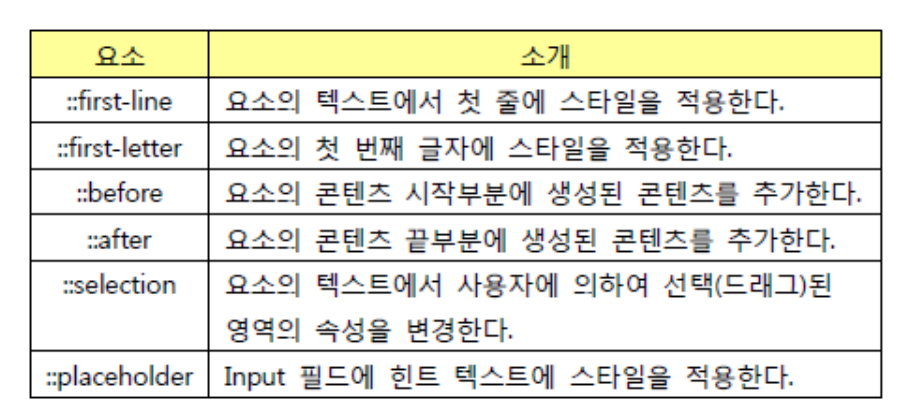 요소 소개
::first-line 요소의 텍스트에서 첫 줄에 스타일을 적용한다.
::first-letter 요소의 첫 번째 글자에 스타일을 적용한다.
::before 요소의 콘텐츠 시작부분에 생성된 콘텐츠를 추가한다.
::after 요소의 콘텐츠 끝부분에 생성된 콘텐츠를 추가한다.
::selection 요소의 텍스트에서 사용자에 의하여 선택(드래그)된
영역의 속성을 변경한다.
::placeholder Input 필드에 힌트 텍스트에 스타일을 적용한다.